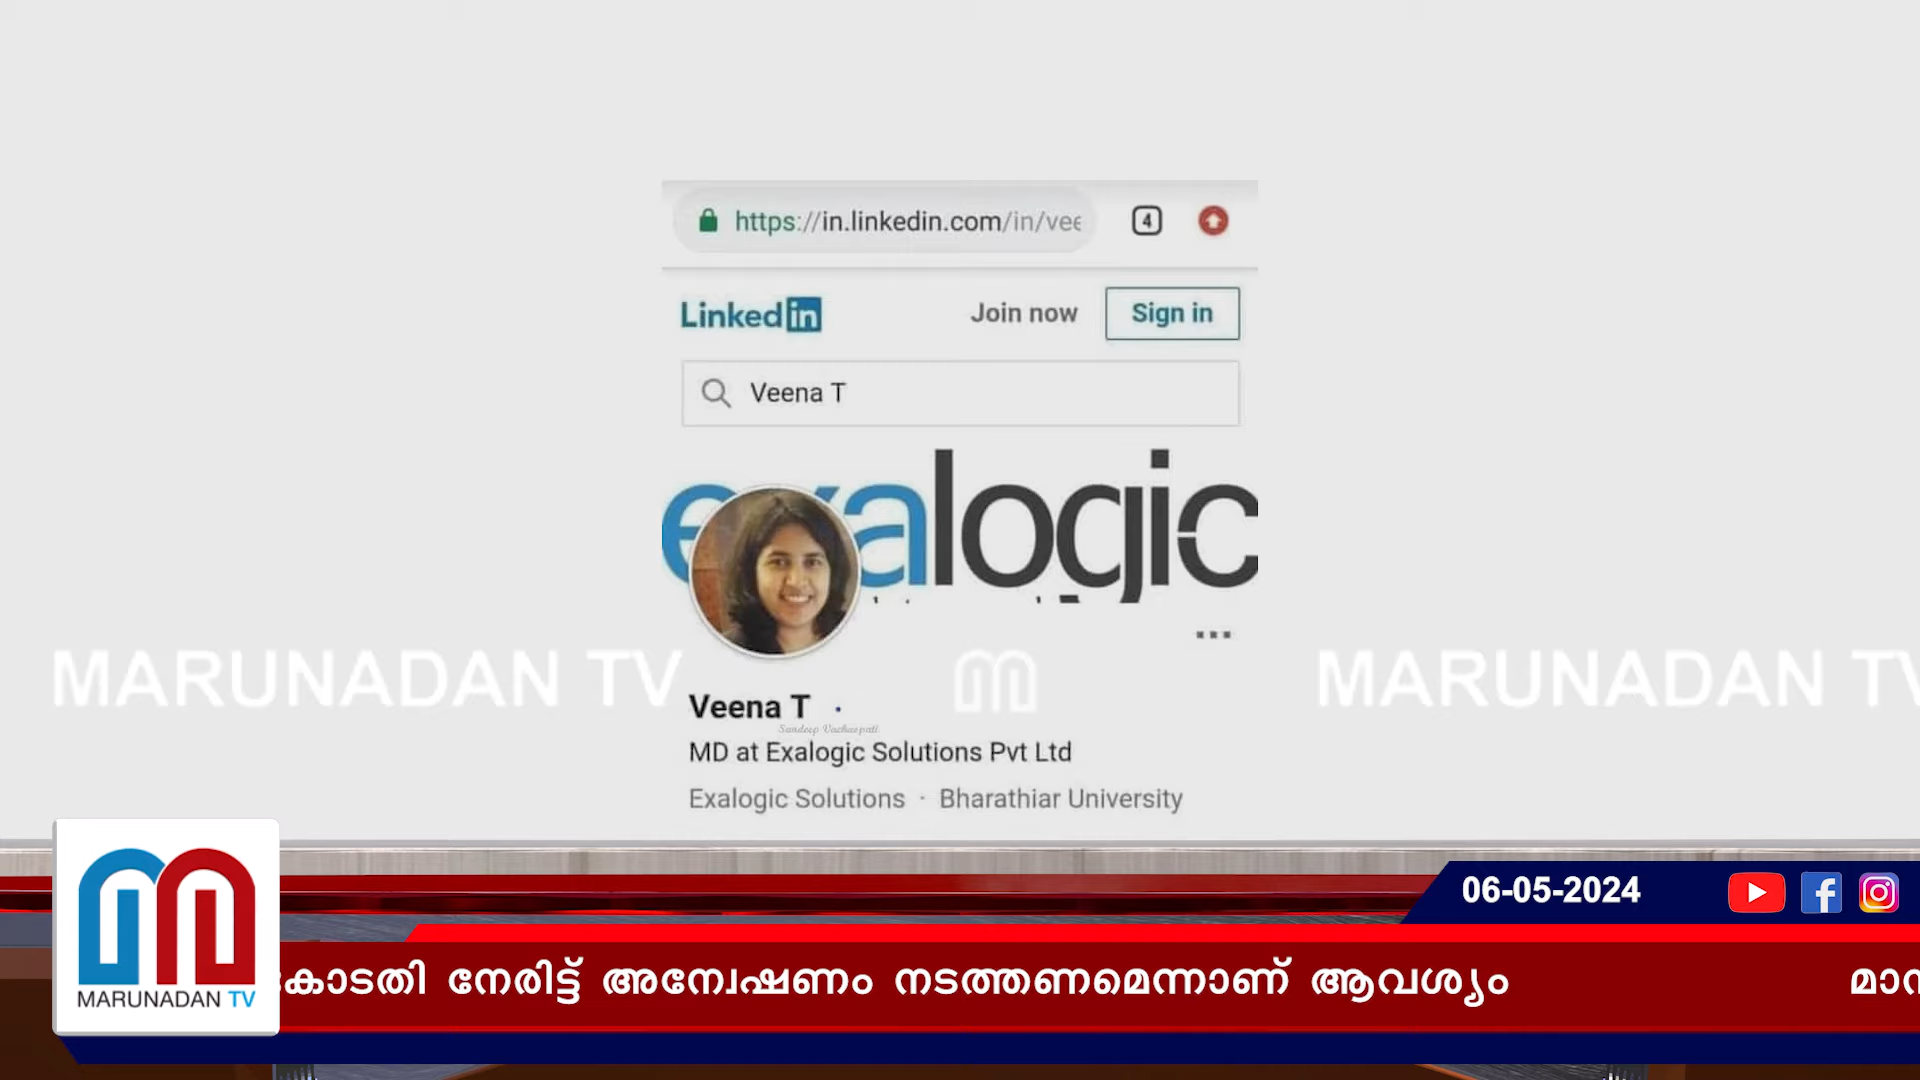 https://in.linkedin.com/in/vee
4
Linkedin
Join now
Sign in
Veena T
exalogic
MARUNADAN TV
MARUNADAN TV
Veena T
Sandeep Vachaspati
MD at Exalogic Solutions Pvt Ltd
Exalogic Solutions · Bharathiar University
06-05-2024
MARUNADAN TV
കോടതി നേരിട്ട് അന്വേഷണം നടത്തണമെന്നാണ് ആവശ്യം